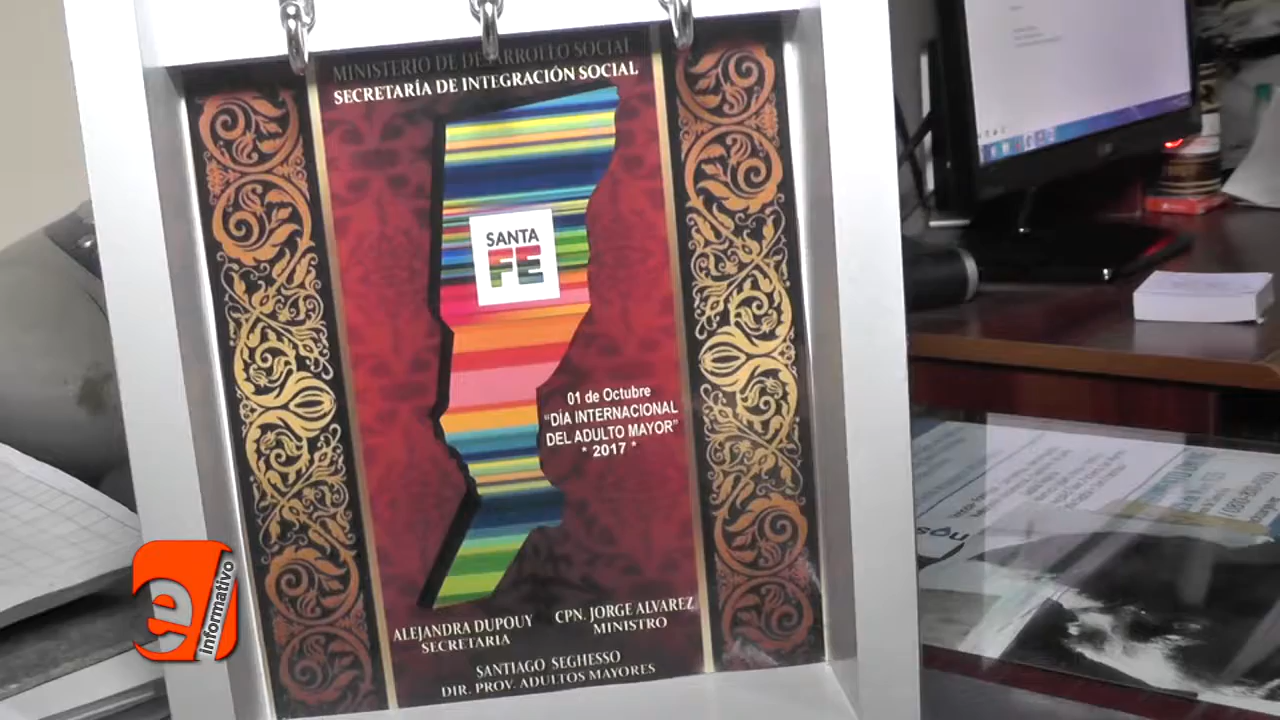 MINISTERIO DE DESARROLLO SOCIAL
SECRETARÍA DE INTEGRACIÓN SOCIAL
SANTA
FE
01 de Octubre
"DÍA INTERNACIONAL
DEL ADULTO MAYOR"
* 2017 *
ALEJANDRA DUPOUY
SECRETARIA
CPN. JORGE ALVAREZ
MINISTRO
SANTIAGO SEGHESSO
DIR. PROV. ADULTOS MAYORES
e
informativo